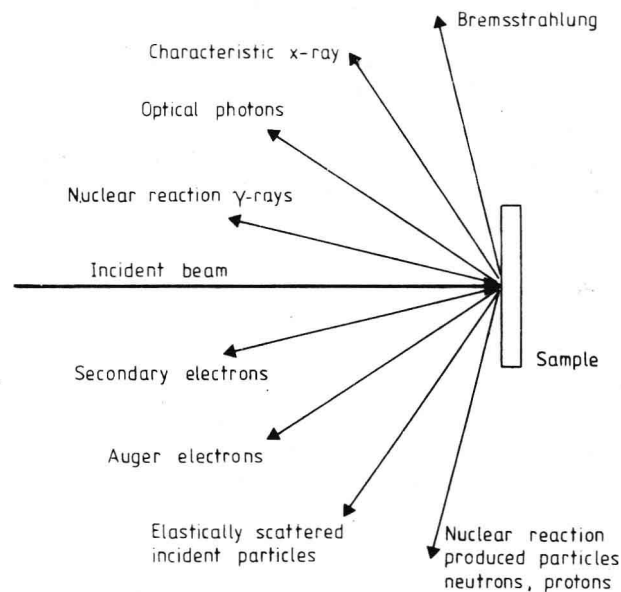 Bremsstrahlung
Characteristic x-ray
Optical photons
Nuclear reaction γ-rays
Incident beam
Sample
Secondary electrons
Auger electrons
Elastically scattered
incident particles
Nuclear reaction
produced particles
neutrons, protons